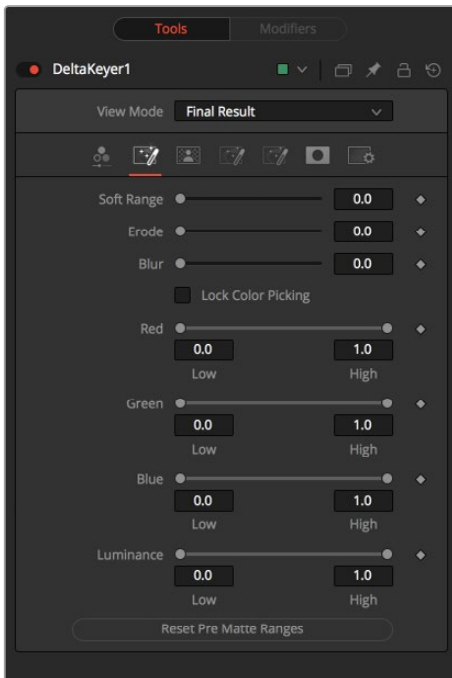 Tools Modifiers
DeltaKeyer1
View Mode Final Result
Soft Range 0.0
Erode 0.0
Blur 0.0
Lock Color Picking
Red
0.0 1.0
Low High
Green
0.0 1.0
Low High
Blue
0.0 1.0
Low High
Luminance
0.0 1.0
Low High
Reset Pre Matte Ranges